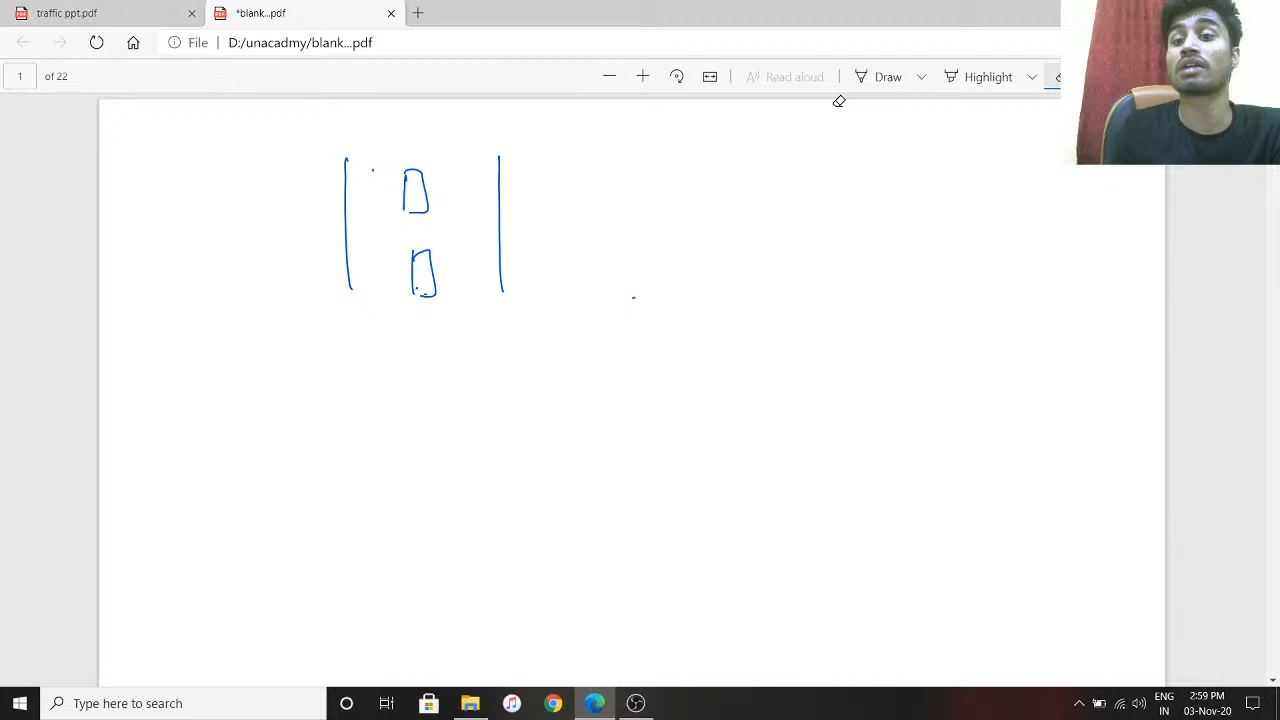 traffic ppt.pdf
*blank...pdf
File D:/unacadmy/blank...pdf
1 of 22 Read aloud Draw Highlight
Type here to search
ENG 2:59 PM
IN 03-Nov-20